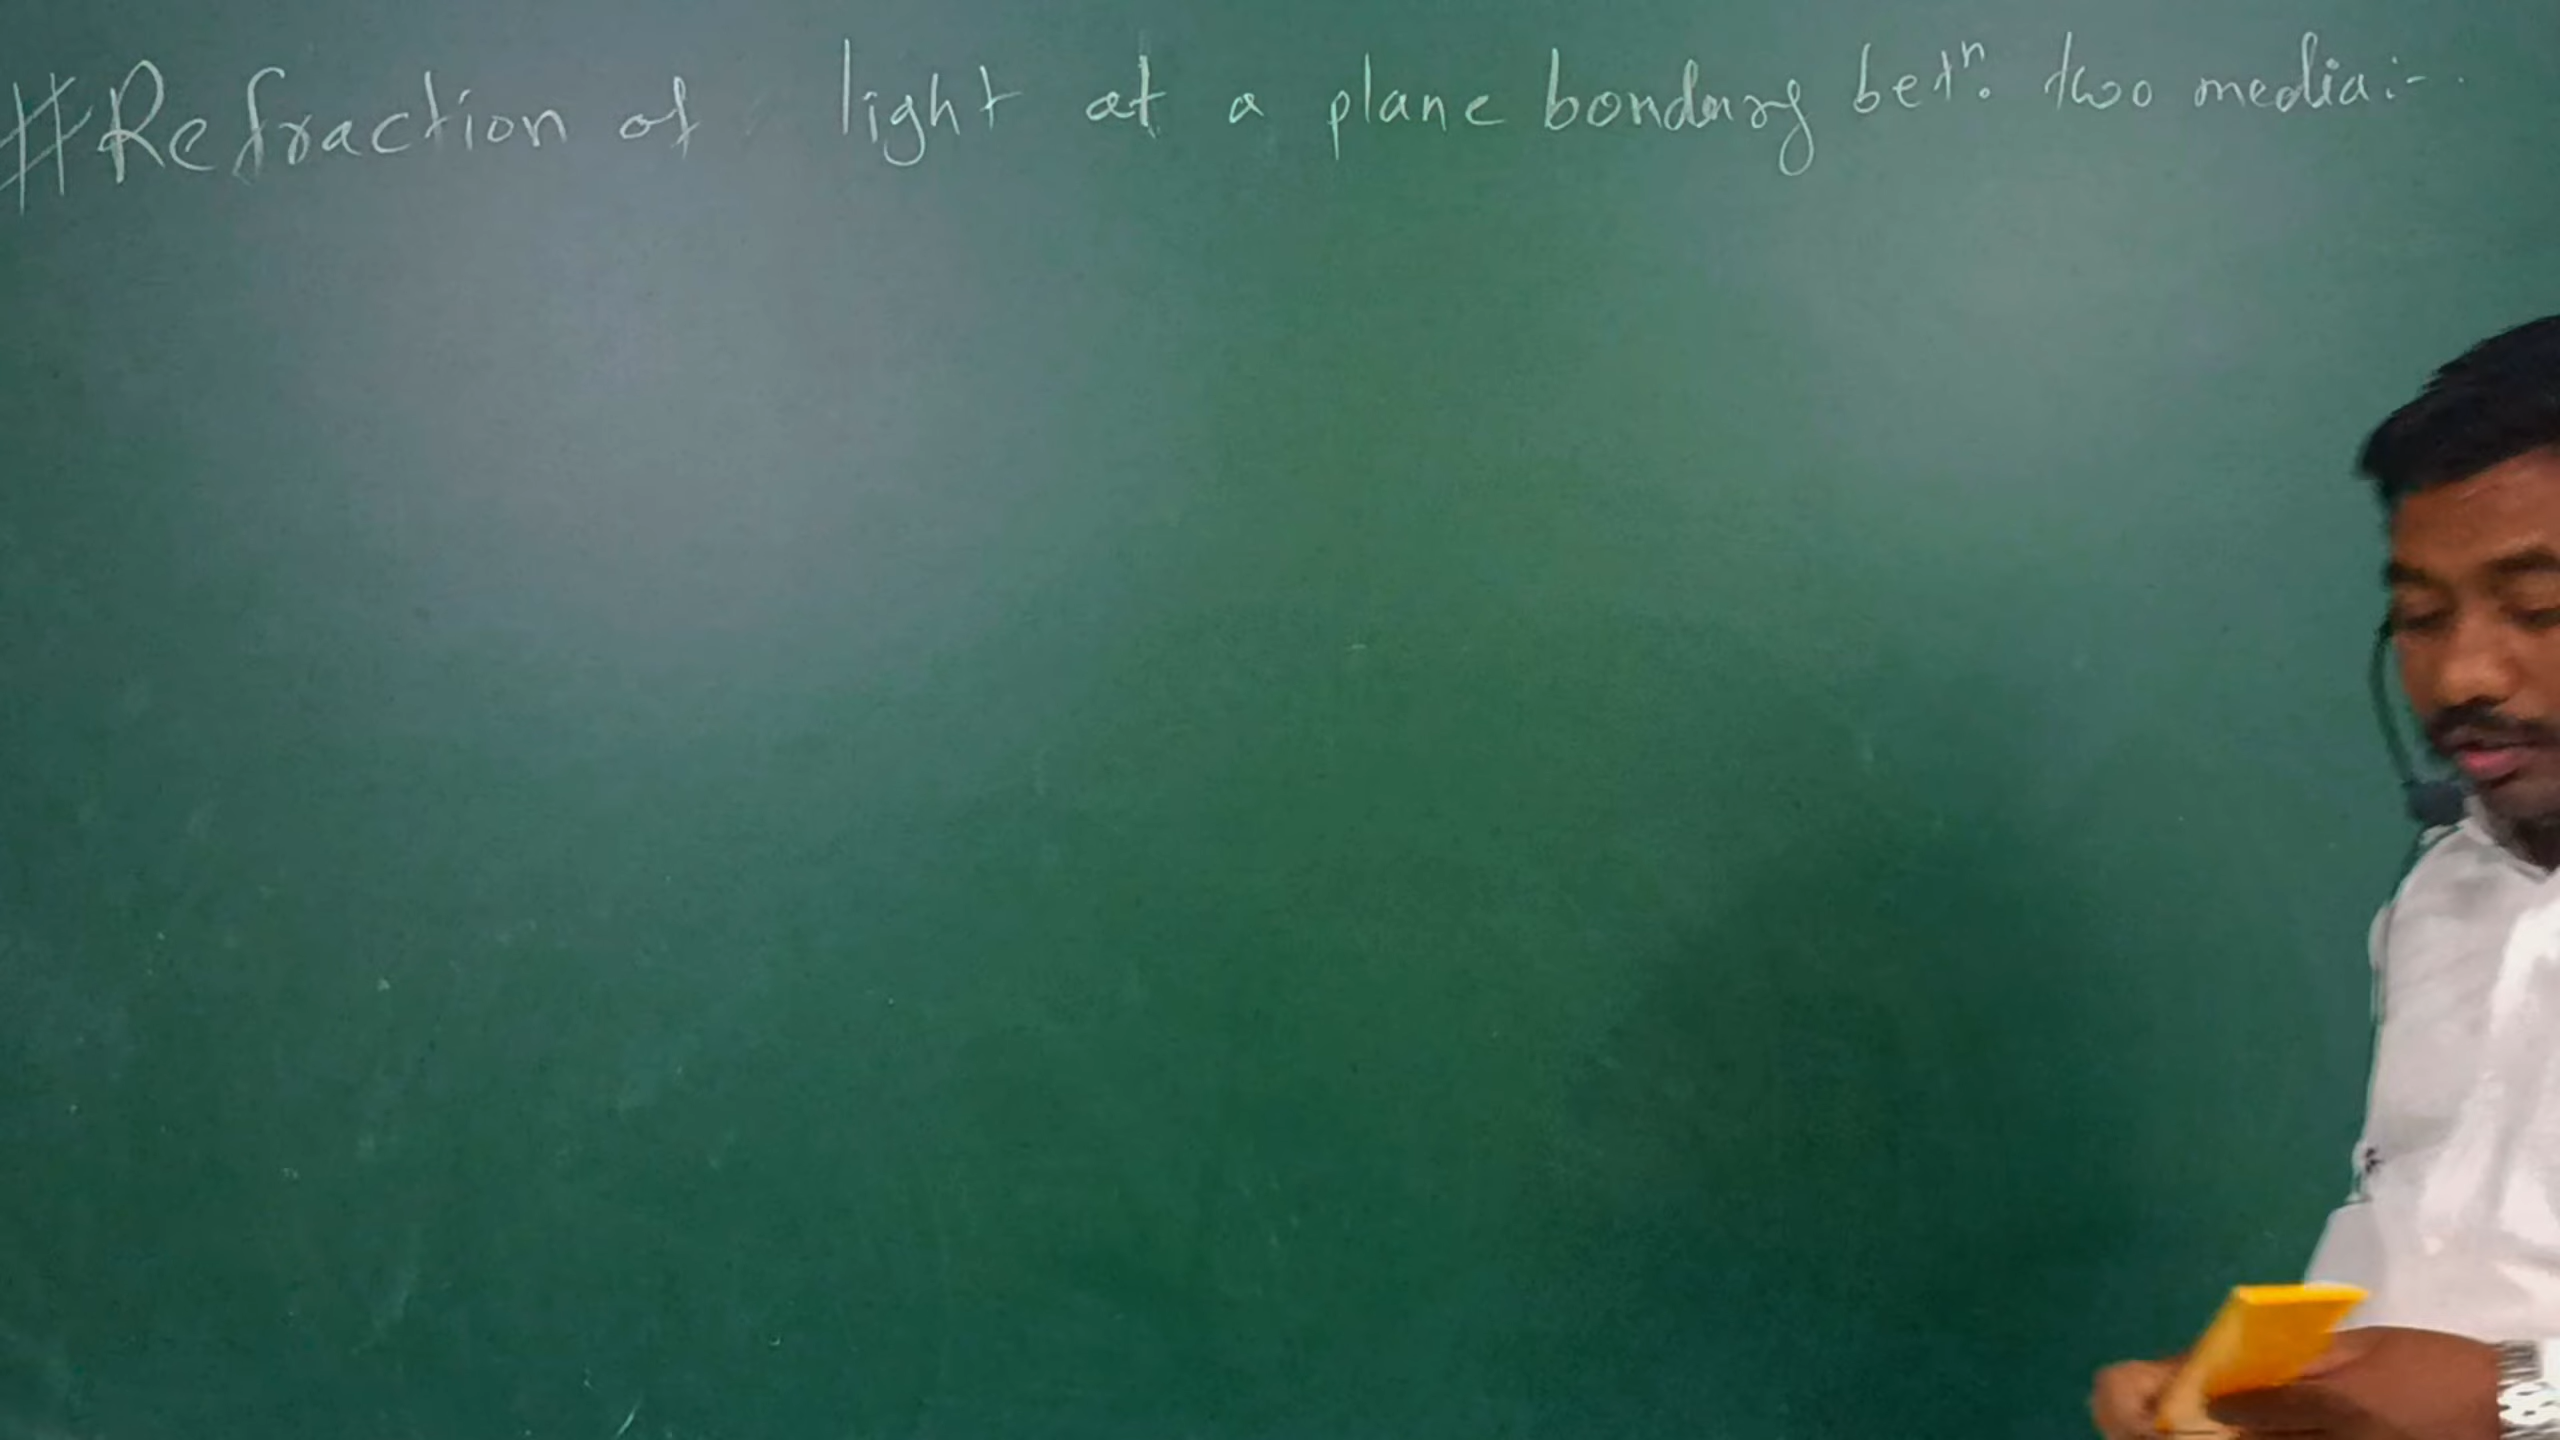 #Refraction of light at a plane bondary betⁿ. two media:-